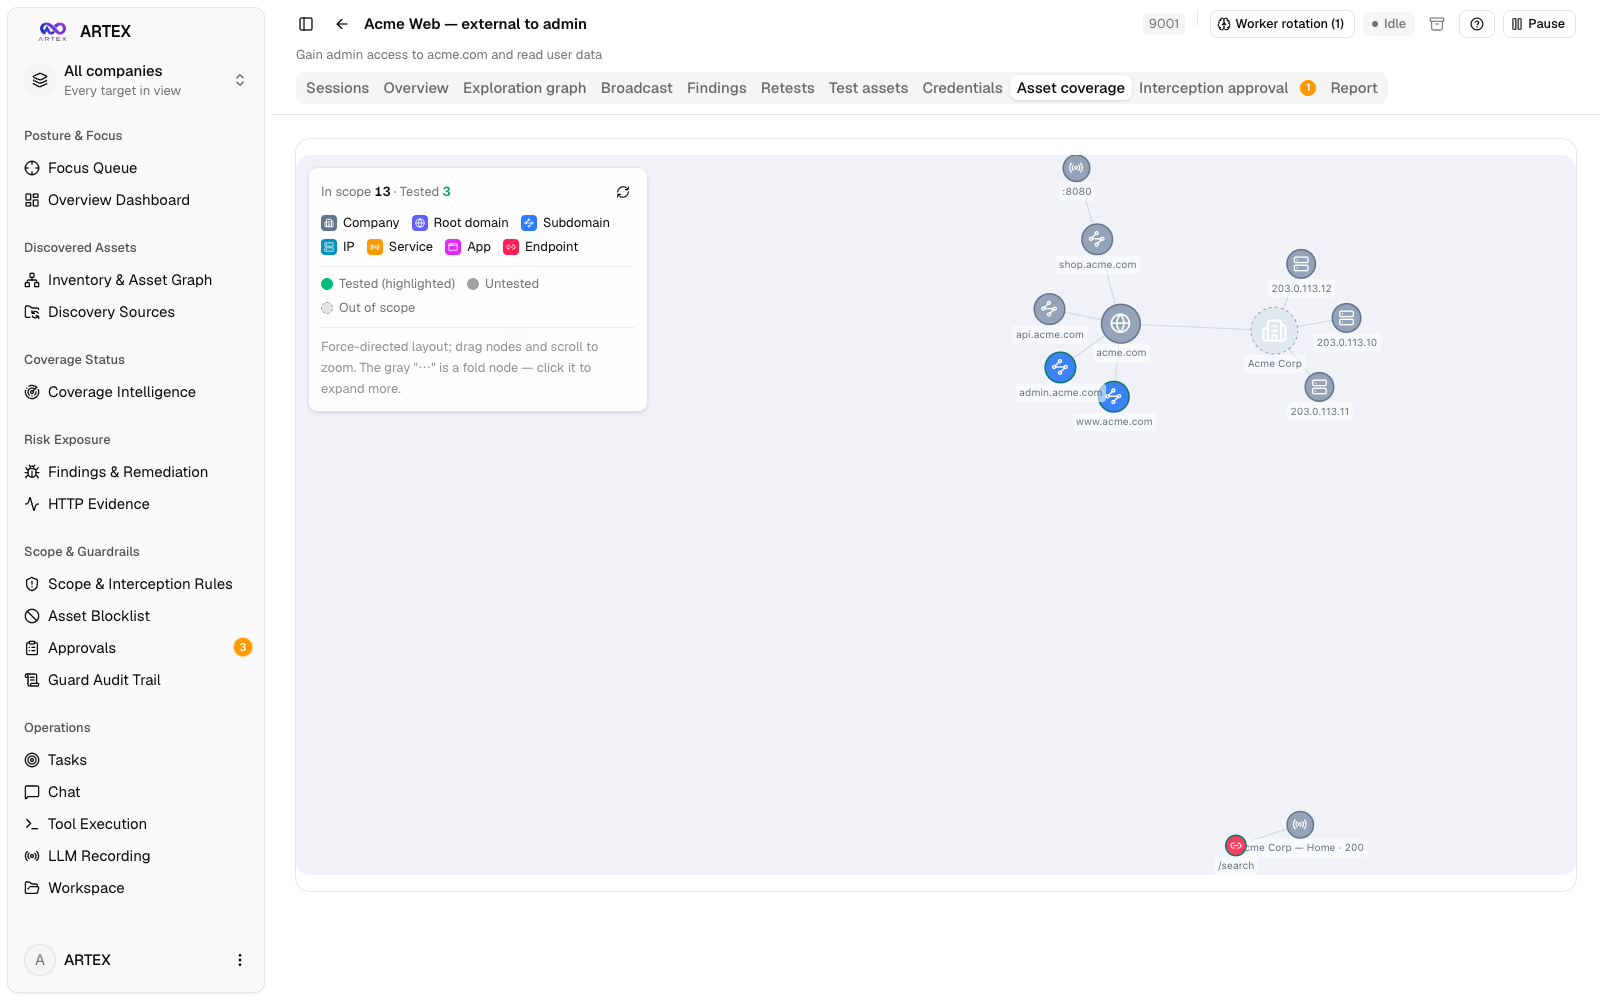 ARTEX
ARTEX
All companies
Every target in view
Posture & Focus
Focus Queue
Overview Dashboard
Discovered Assets
Inventory & Asset Graph
Discovery Sources
Coverage Status
Coverage Intelligence
Risk Exposure
Findings & Remediation
HTTP Evidence
Scope & Guardrails
Scope & Interception Rules
Asset Blocklist
Approvals 3
Guard Audit Trail
Operations
Tasks
Chat
Tool Execution
LLM Recording
Workspace
A ARTEX
Acme Web — external to admin
9001
Worker rotation (1)
Idle
Pause
Gain admin access to acme.com and read user data
Sessions Overview Exploration graph Broadcast Findings Retests Test assets Credentials Asset coverage Interception approval 1 Report
In scope 13 · Tested 3
Company Root domain Subdomain
IP Service App Endpoint
Tested (highlighted) Untested
Out of scope
Force-directed layout; drag nodes and scroll to
zoom. The gray "···" is a fold node — click it to
expand more.
:8080
shop.acme.com
203.0.113.12
api.acme.com
acme.com
203.0.113.10
Acme Corp
admin.acme.com
203.0.113.11
www.acme.com
cme Corp — Home · 200
/search